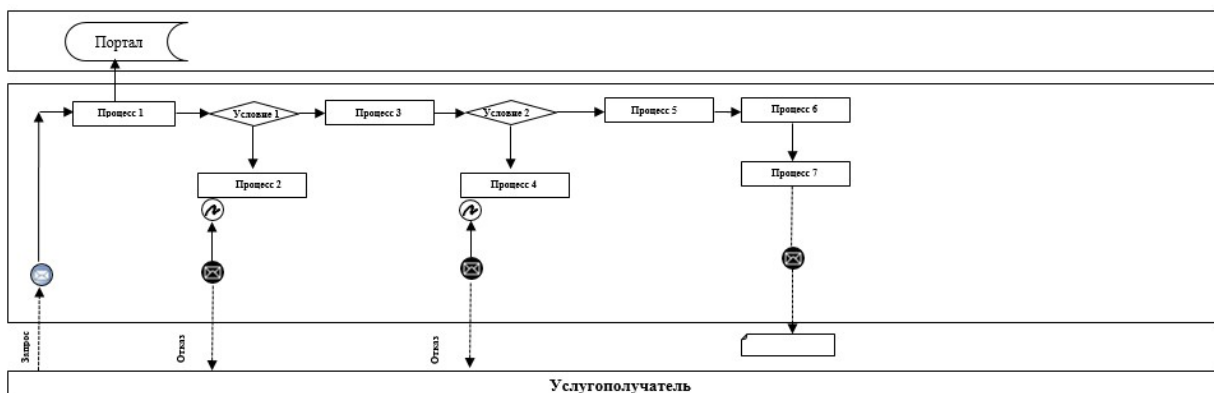 Портал
Процесс 1
Условие 1
Процесс 3
Условие 2
Процесс 5
Процесс 6
Процесс 2
Процесс 4
Процесс 7
Запрос
Отказ
Отказ
Услугополучатель